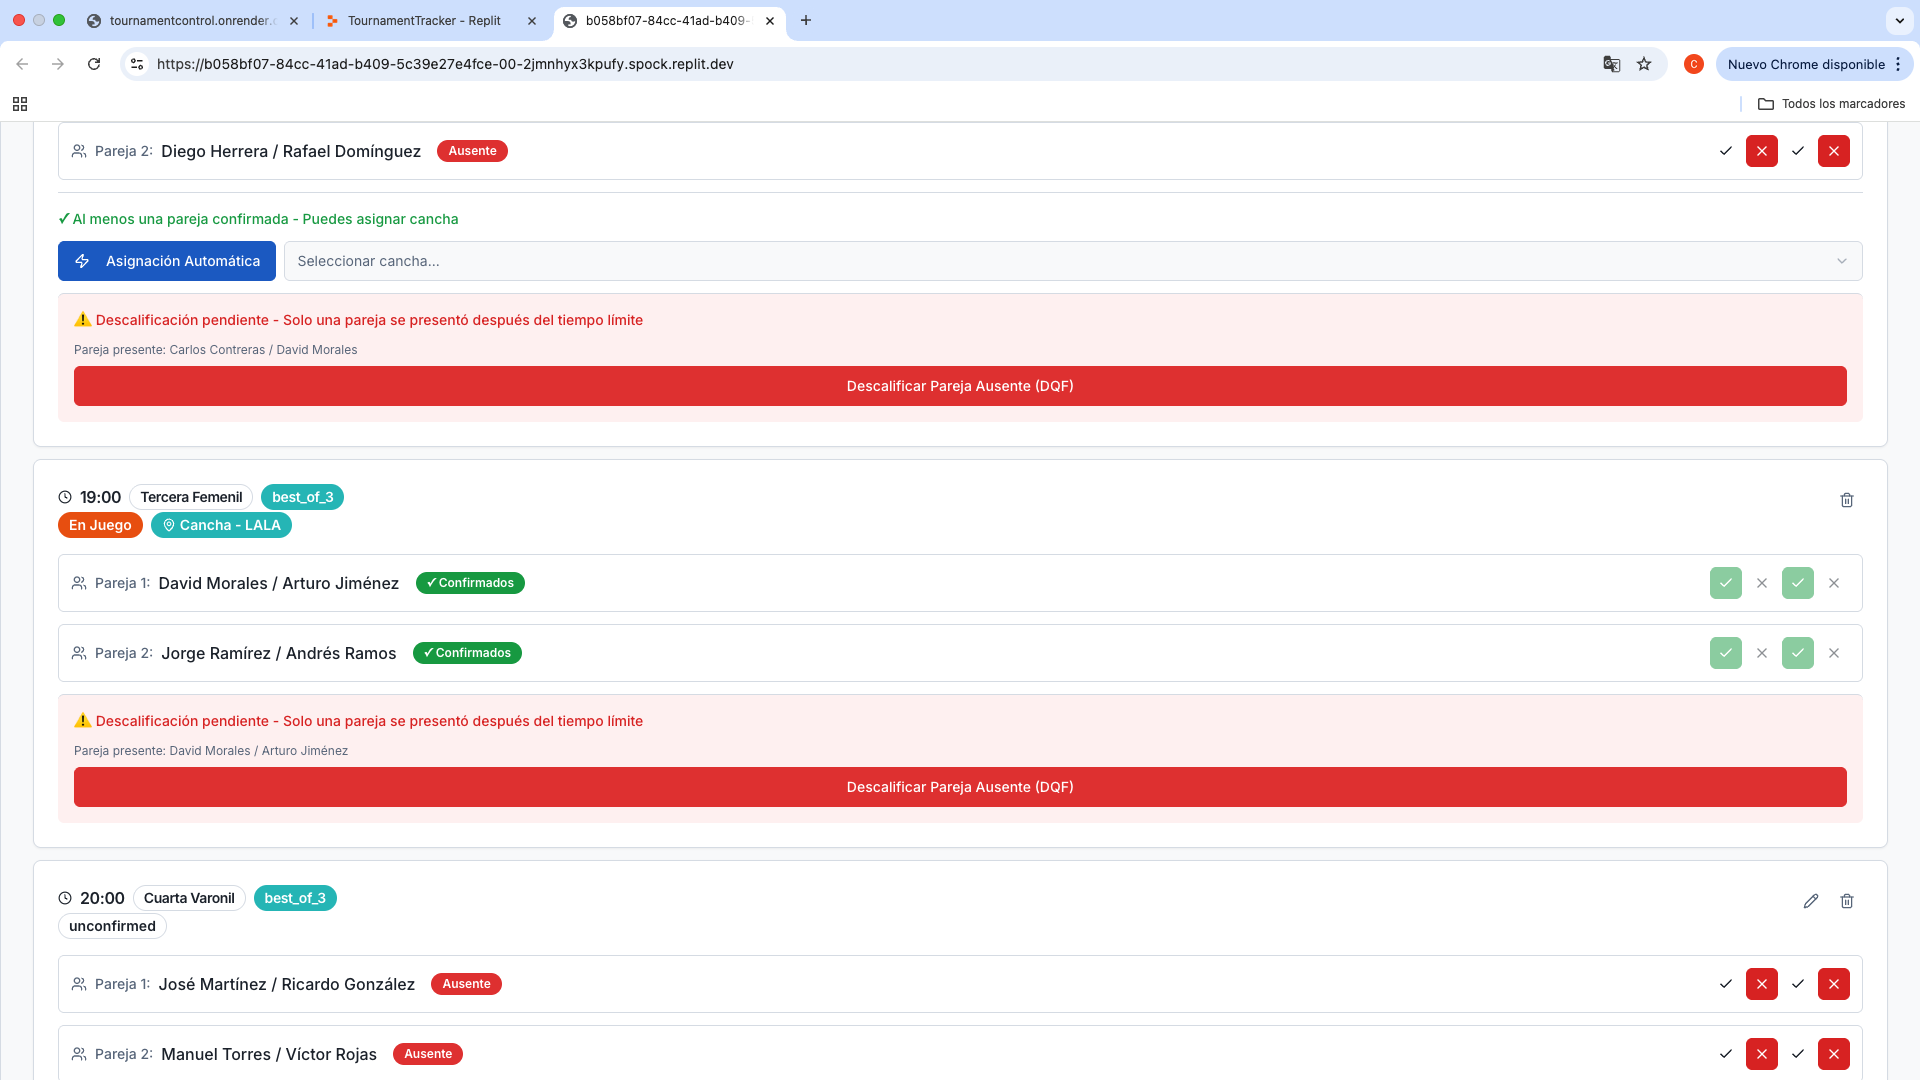 tournamentcontrol.onrender.c
TournamentTracker - Replit
b058bf07-84cc-41ad-b409-
https://b058bf07-84cc-41ad-b409-5c39e27e4fce-00-2jmnhyx3kpufy.spock.replit.dev
C
Nuevo Chrome disponible
Todos los marcadores
Pareja 2: Diego Herrera / Rafael Domínguez Ausente
✓ Al menos una pareja confirmada - Puedes asignar cancha
Asignación Automática
Seleccionar cancha...
⚠️ Descalificación pendiente - Solo una pareja se presentó después del tiempo límite
Pareja presente: Carlos Contreras / David Morales
Descalificar Pareja Ausente (DQF)
19:00 Tercera Femenil best_of_3
En Juego Cancha - LALA
Pareja 1: David Morales / Arturo Jiménez ✓ Confirmados
Pareja 2: Jorge Ramírez / Andrés Ramos ✓ Confirmados
⚠️ Descalificación pendiente - Solo una pareja se presentó después del tiempo límite
Pareja presente: David Morales / Arturo Jiménez
Descalificar Pareja Ausente (DQF)
20:00 Cuarta Varonil best_of_3
unconfirmed
Pareja 1: José Martínez / Ricardo González Ausente
Pareja 2: Manuel Torres / Víctor Rojas Ausente